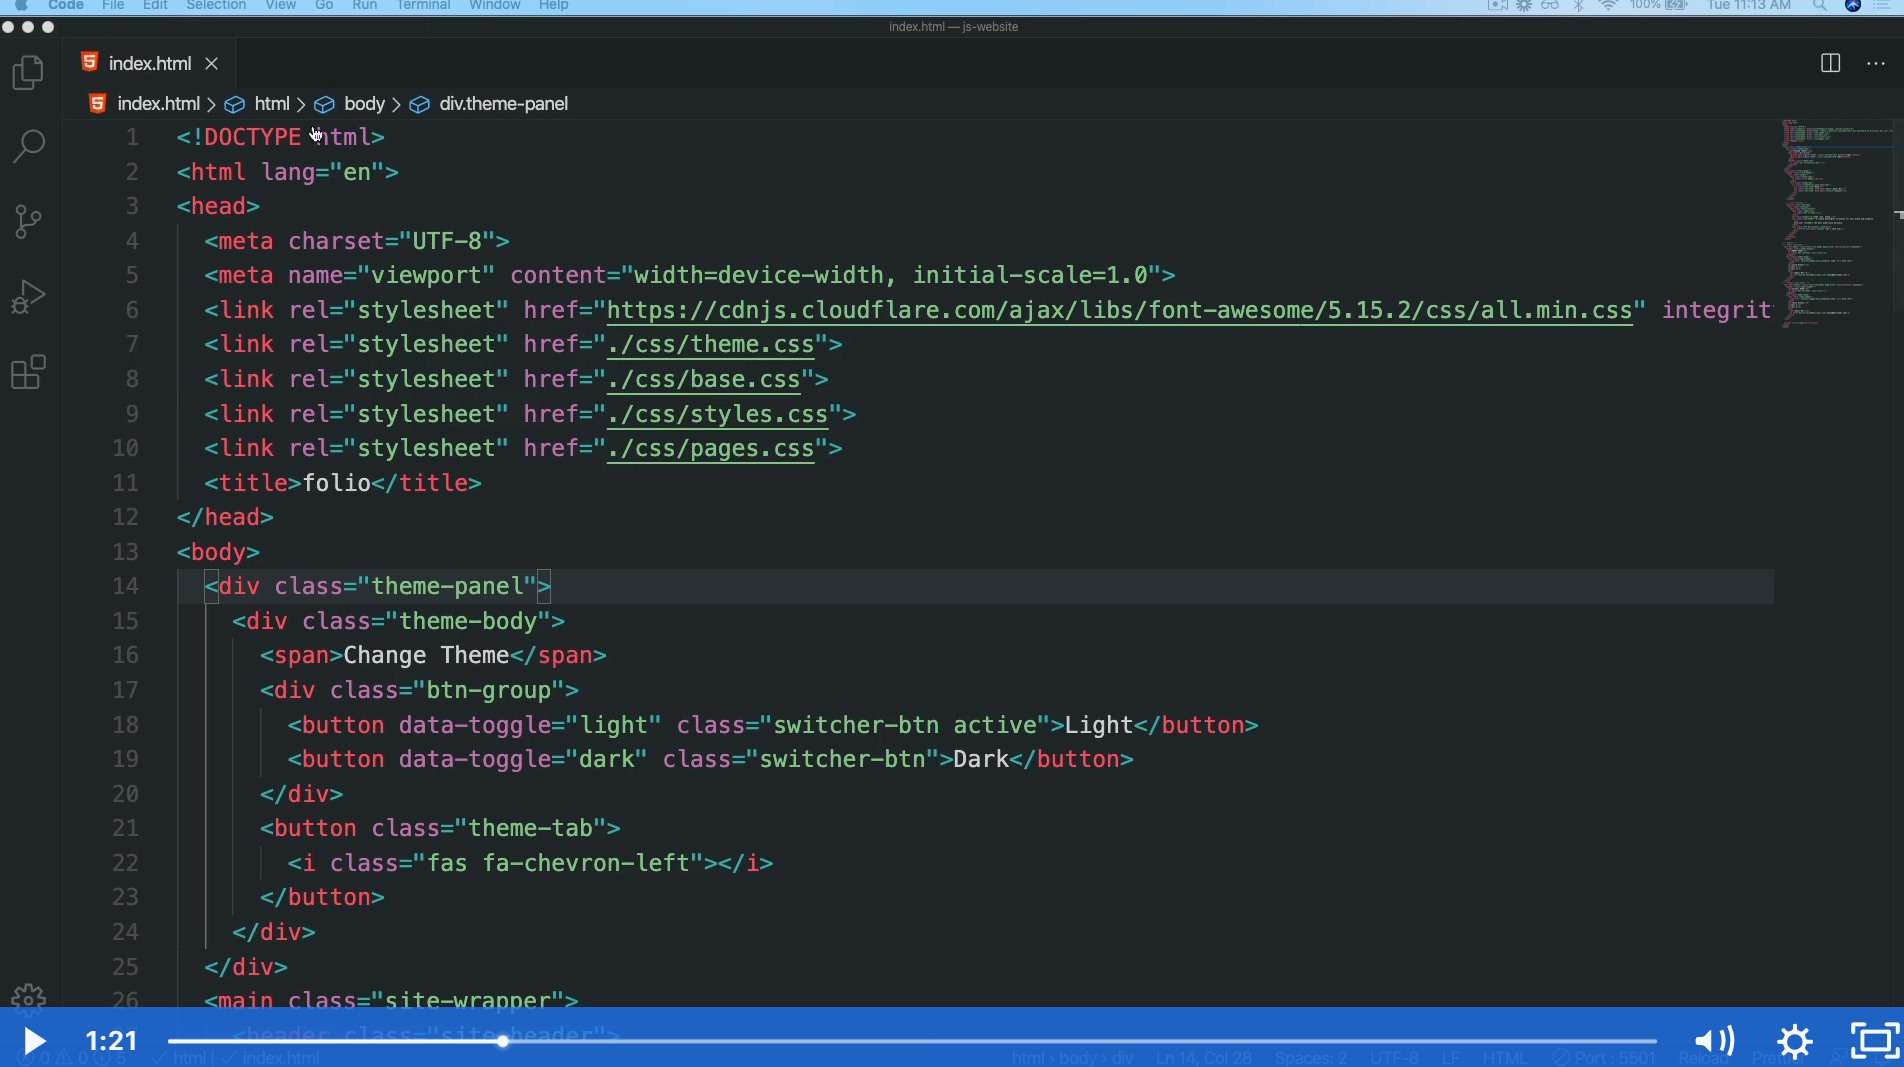 Code File Edit Selection View Go Run Terminal Window Help 100% Tue 11:13 AM
index.html — js-website
index.html
index.html > html > body > div.theme-panel
1 <!DOCTYPE html>
2 <html lang="en">
3 <head>
4 <meta charset="UTF-8">
5 <meta name="viewport" content="width=device-width, initial-scale=1.0">
6 <link rel="stylesheet" href="https://cdnjs.cloudflare.com/ajax/libs/font-awesome/5.15.2/css/all.min.css" integrit
7 <link rel="stylesheet" href="./css/theme.css">
8 <link rel="stylesheet" href="./css/base.css">
9 <link rel="stylesheet" href="./css/styles.css">
10 <link rel="stylesheet" href="./css/pages.css">
11 <title>folio</title>
12 </head>
13 <body>
14 <div class="theme-panel">
15 <div class="theme-body">
16 <span>Change Theme</span>
17 <div class="btn-group">
18 <button data-toggle="light" class="switcher-btn active">Light</button>
19 <button data-toggle="dark" class="switcher-btn">Dark</button>
20 </div>
21 <button class="theme-tab">
22 <i class="fas fa-chevron-left"></i>
23 </button>
24 </div>
25 </div>
26 <main class="site-wrapper">
<header class="site-header">
1:21
html | index.html html > body > div Ln 14, Col 28 Spaces: 2 UTF-8 LF HTML Port : 5501 Reload